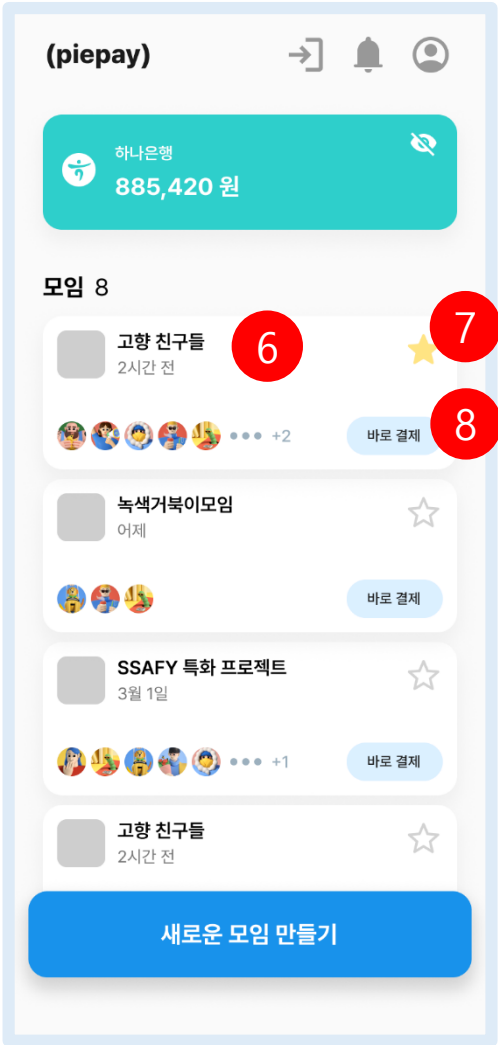 (piepay)
하나은행
885,420 원
모임 8
고향 친구들
2시간 전
6
7
+2
바로 결제
8
녹색거북이모임
어제
바로 결제
SSAFY 특화 프로젝트
3월 1일
+1
바로 결제
고향 친구들
2시간 전
새로운 모임 만들기